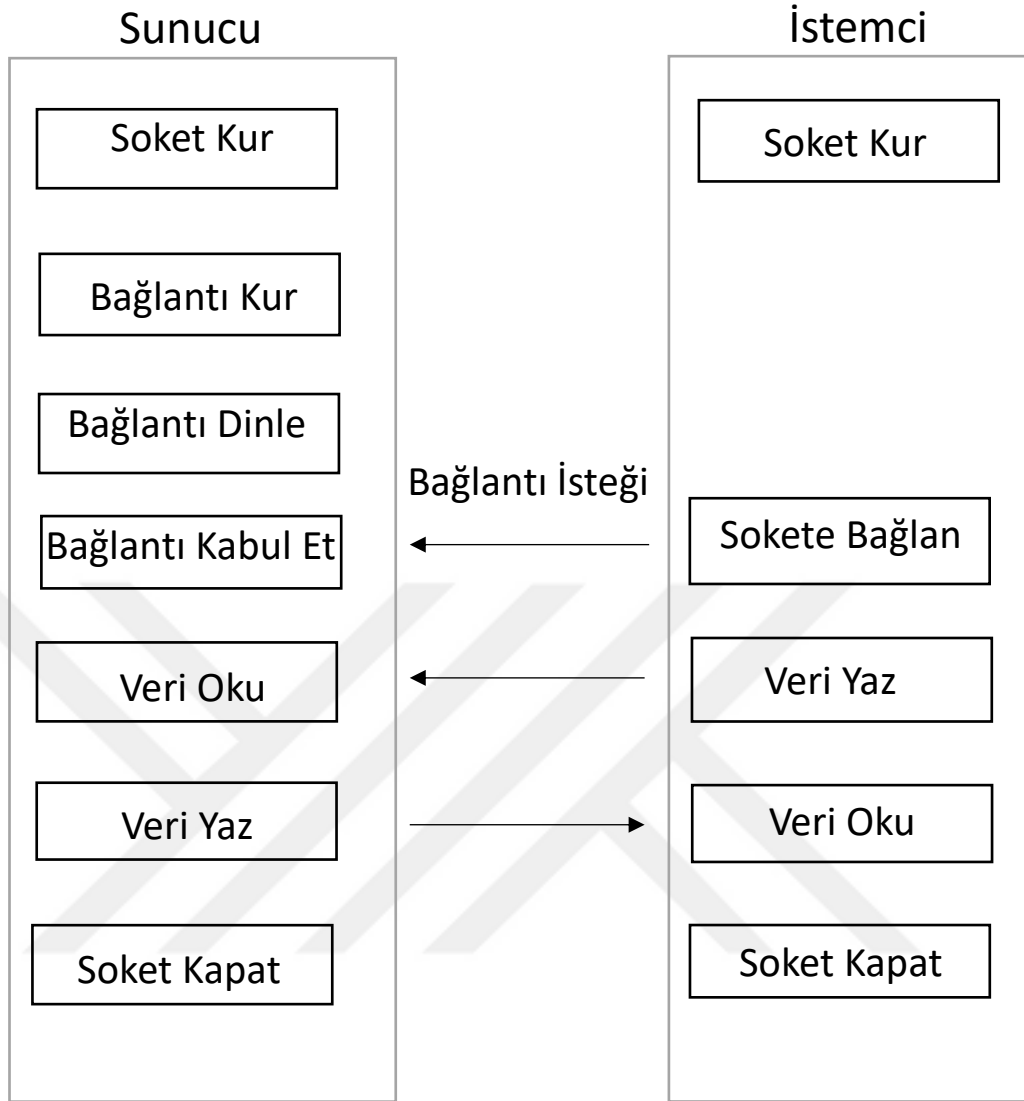 Sunucu
Soket Kur
Bağlantı Kur
Bağlantı Dinle
Bağlantı Kabul Et
Veri Oku
Veri Yaz
Soket Kapat
Bağlantı İsteği
İstemci
Soket Kur
Sokete Bağlan
Veri Yaz
Veri Oku
Soket Kapat